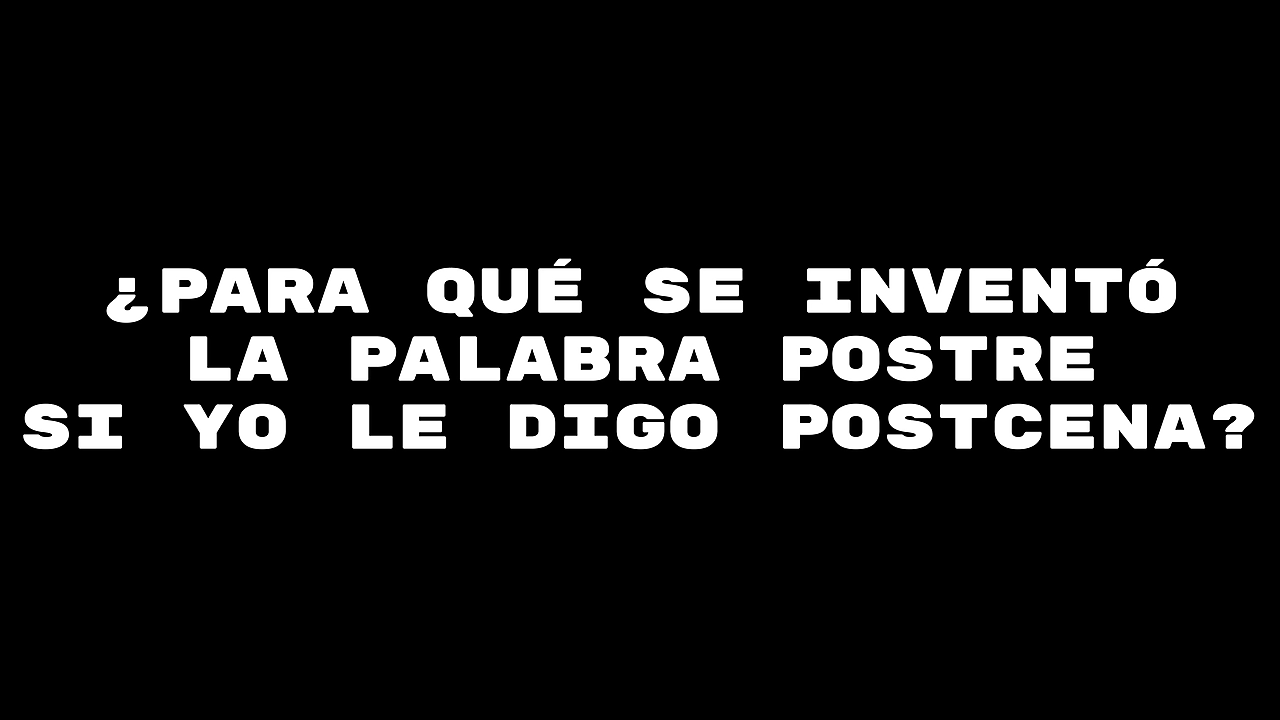 ¿PARA QUÉ SE INVENTÓ
LA PALABRA POSTRE
SI YO LE DIGO POSTCENA?